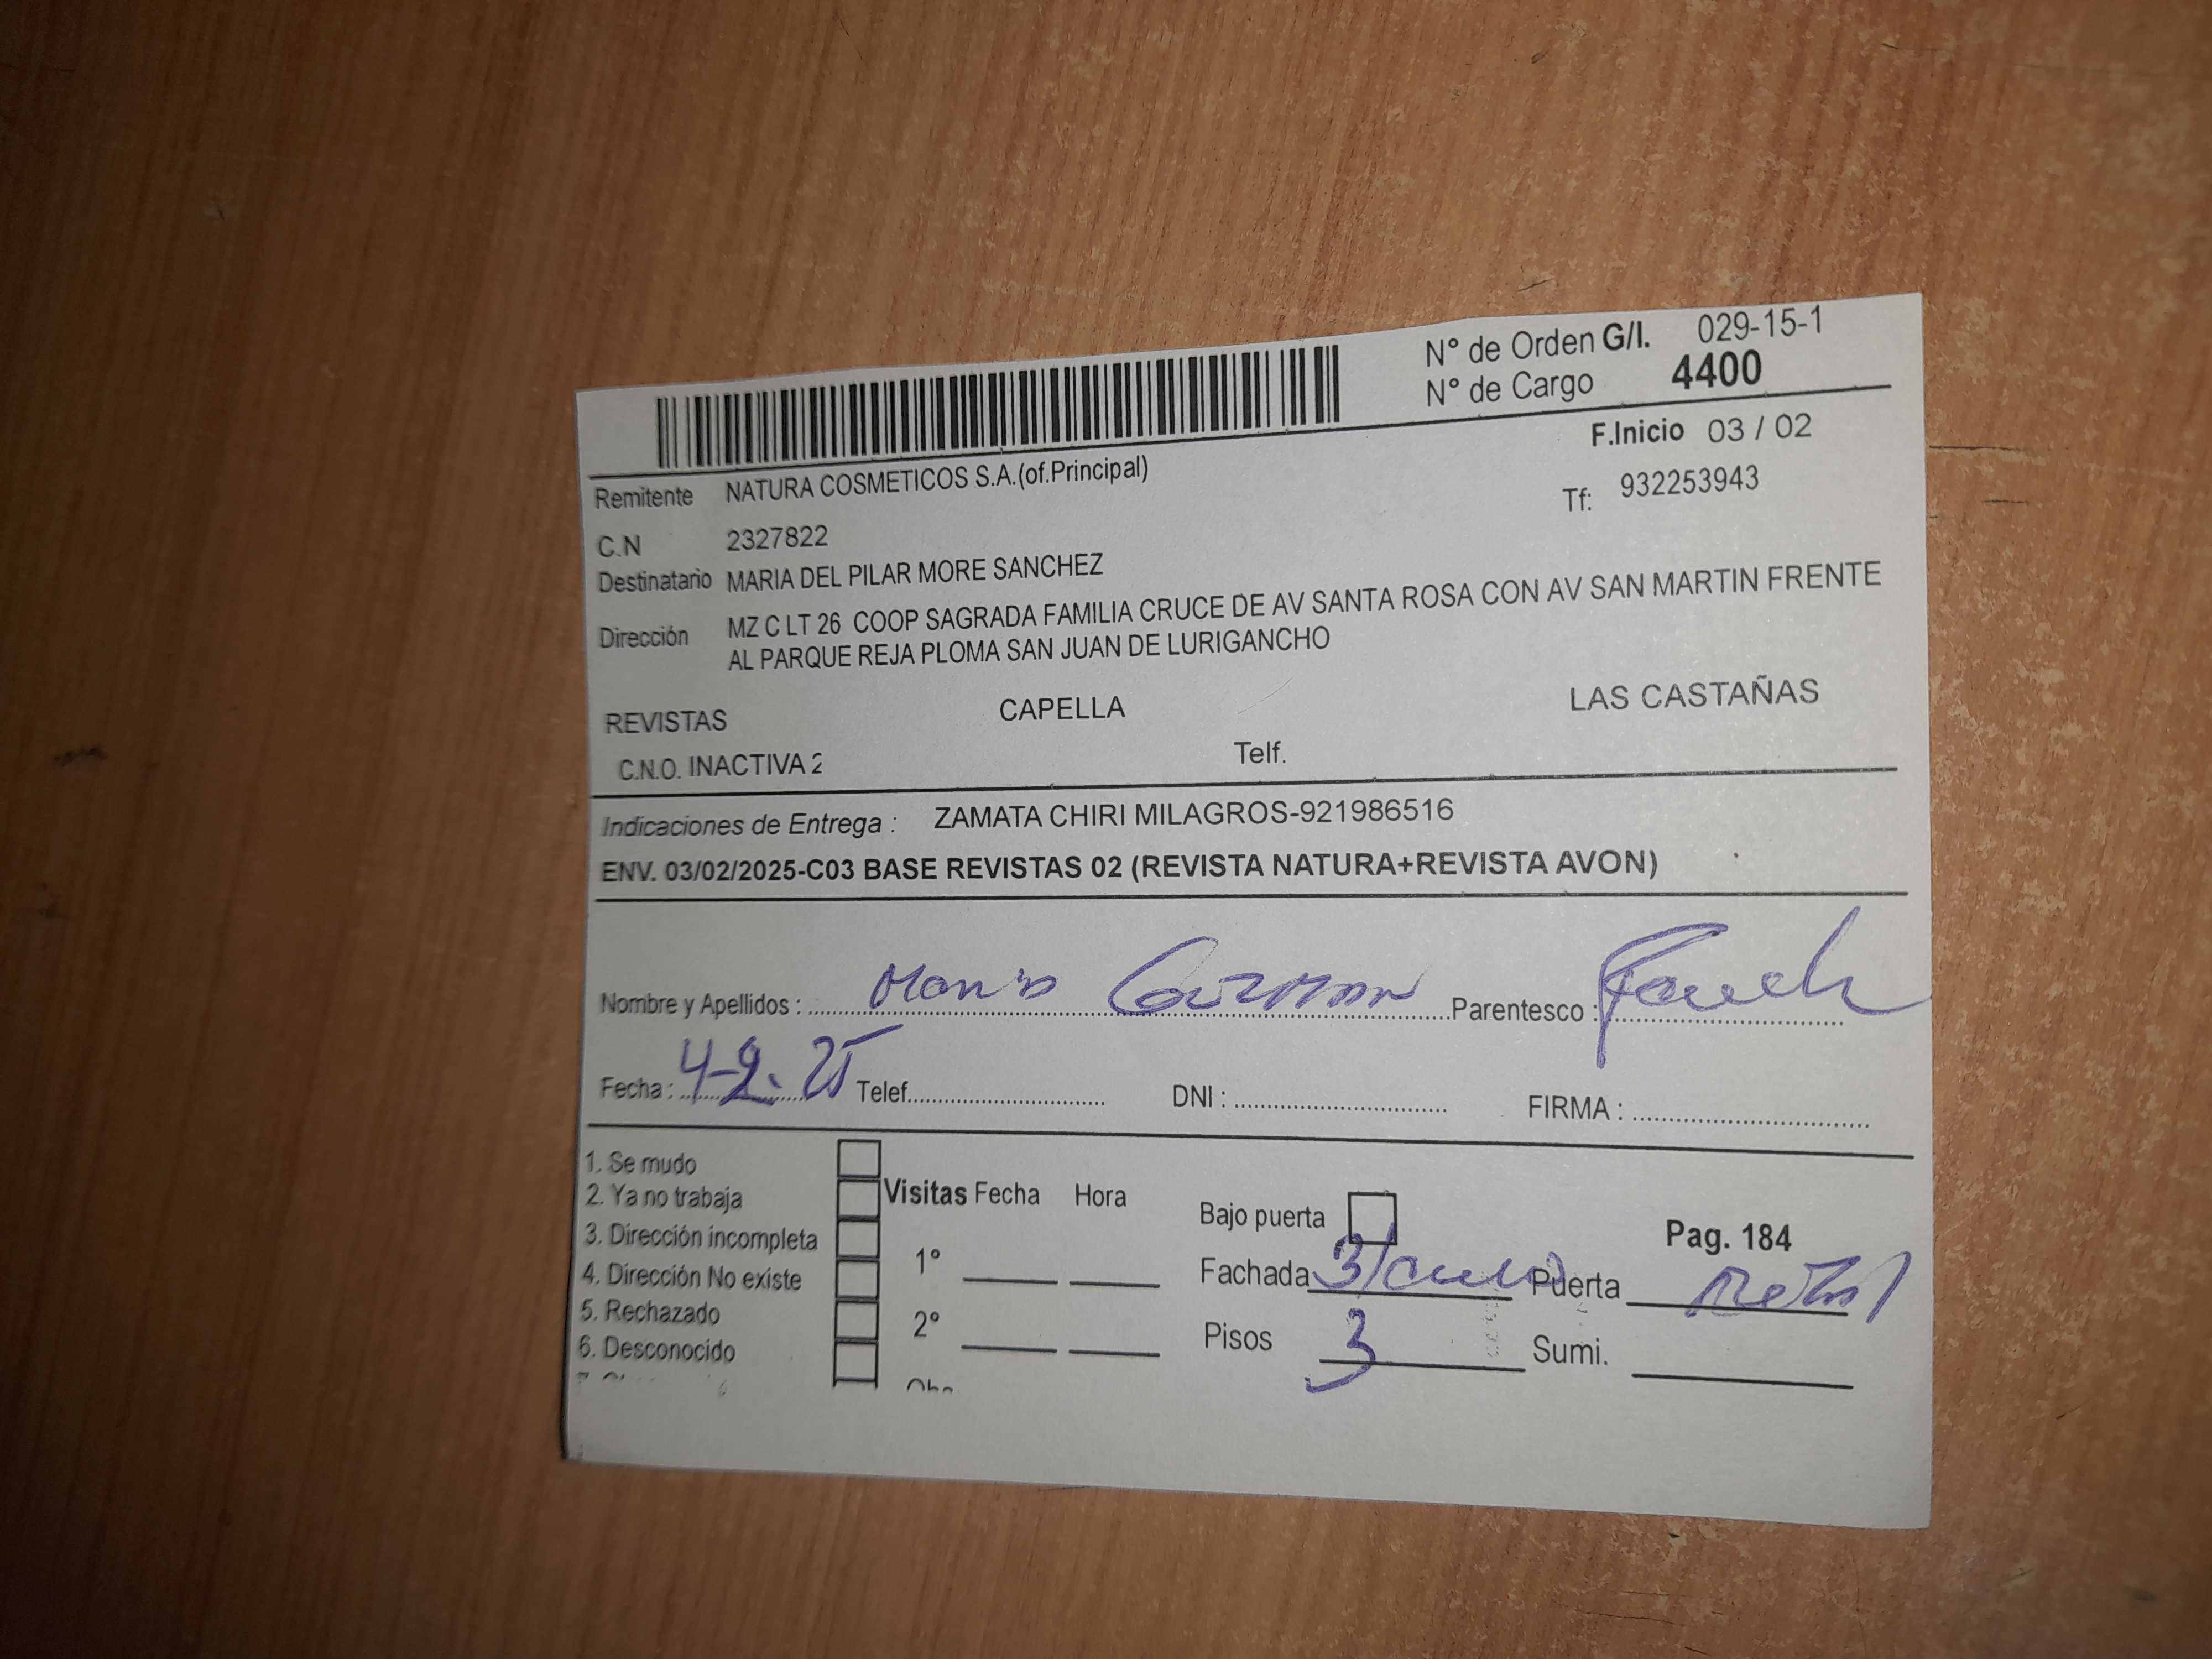 N° de Orden G/I. 029-15-1
N° de Cargo 4400
F.Inicio 03 / 02
Remitente NATURA COSMETICOS S.A.(of.Principal)
Tf: 932253943
C.N 2327822
Destinatario MARIA DEL PILAR MORE SANCHEZ
Dirección MZ C LT 26 COOP SAGRADA FAMILIA CRUCE DE AV SANTA ROSA CON AV SAN MARTIN FRENTE
AL PARQUE REJA PLOMA SAN JUAN DE LURIGANCHO
REVISTAS CAPELLA LAS CASTAÑAS
C.N.O. INACTIVA 2 Telf.
Indicaciones de Entrega : ZAMATA CHIRI MILAGROS-921986516
ENV. 03/02/2025-C03 BASE REVISTAS 02 (REVISTA NATURA+REVISTA AVON)
Nombre y Apellidos : Parentesco :
Fecha : 4-2. 25 Telef. DNI : FIRMA :
1. Se mudo
2. Ya no trabaja
3. Dirección incompleta
4. Dirección No existe
5. Rechazado
6. Desconocido
Visitas Fecha Hora
1°
2°
Bajo puerta
Pag. 184
Fachada Puerta Metal
Pisos 3 Sumi.